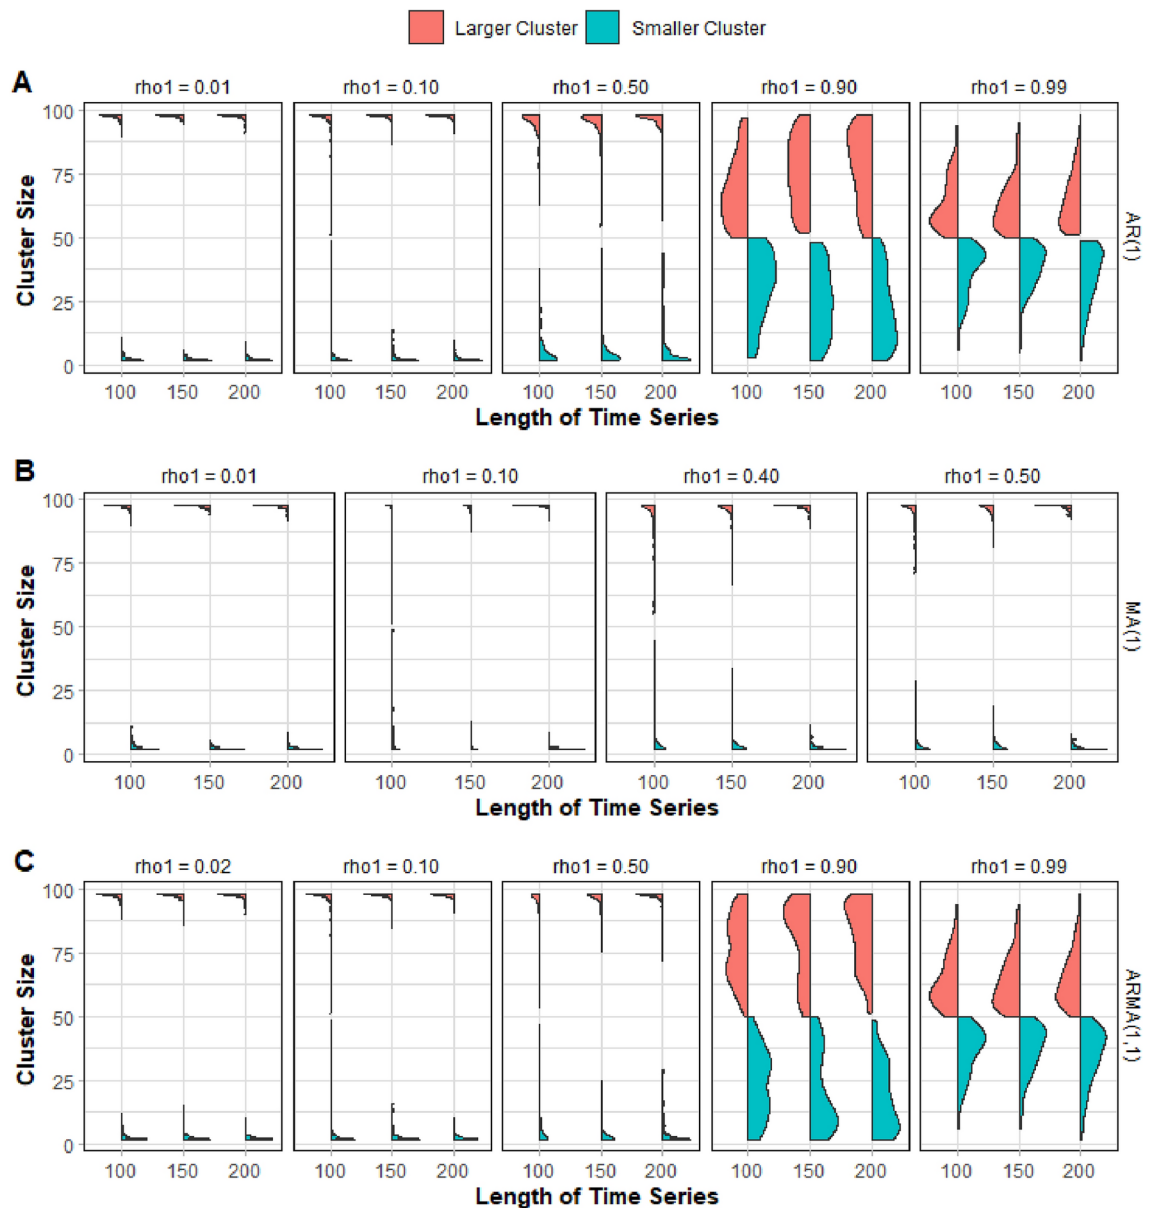 Larger Cluster Smaller Cluster
A
rho1 = 0.01 rho1 = 0.10 rho1 = 0.50 rho1 = 0.90 rho1 = 0.99
100
75
50
25
0
Cluster Size
AR(1)
100 150 200 100 150 200 100 150 200 100 150 200 100 150 200
Length of Time Series
B
rho1 = 0.01 rho1 = 0.10 rho1 = 0.40 rho1 = 0.50
100
75
50
25
0
Cluster Size
MA(1)
100 150 200 100 150 200 100 150 200 100 150 200
Length of Time Series
C
rho1 = 0.02 rho1 = 0.10 rho1 = 0.50 rho1 = 0.90 rho1 = 0.99
100
75
50
25
0
Cluster Size
ARMA(1,1)
100 150 200 100 150 200 100 150 200 100 150 200 100 150 200
Length of Time Series